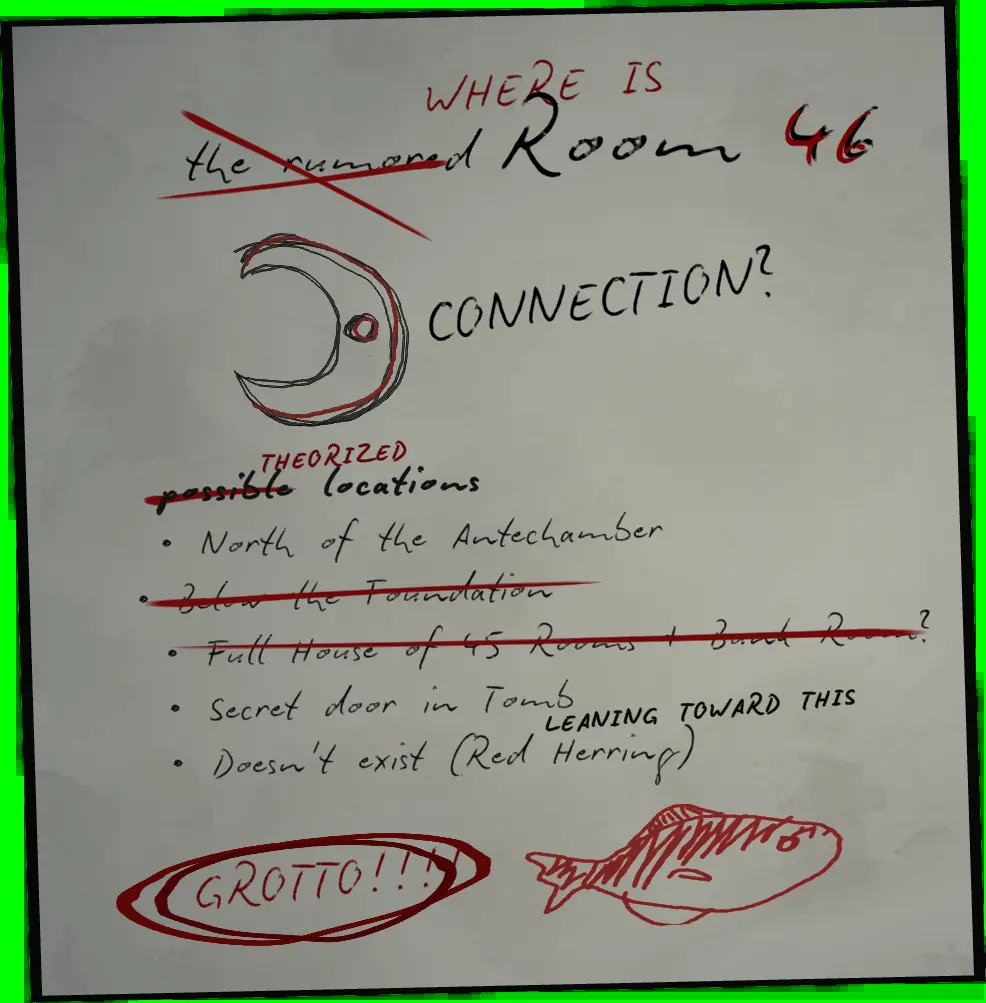 WHERE IS
the rumored Room 46
CONNECTION?
THEORIZED
possible locations
• North of the Antechamber
• Below the Foundation
• Full House of 45 Rooms + Bunk Room?
• Secret door in Tomb
LEANING TOWARD THIS
• Doesn't exist (Red Herring)
GROTTO!!!!